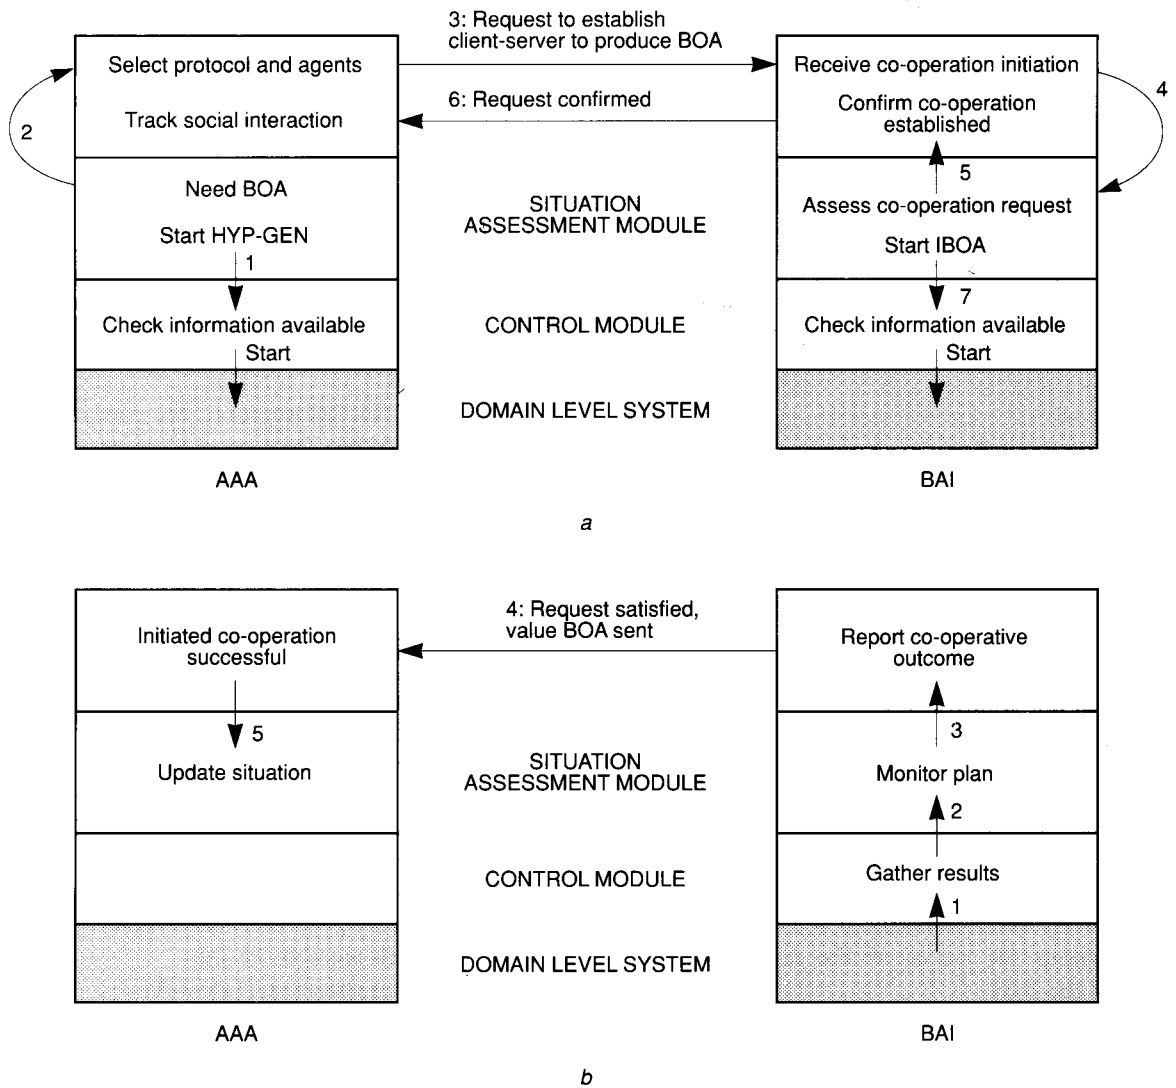 3: Request to establish
client-server to produce BOA
Select protocol and agents
Receive co-operation initiation
4
6: Request confirmed
Confirm co-operation
established
2
Track social interaction
5
Need BOA
SITUATION
ASSESSMENT MODULE
Assess co-operation request
Start HYP-GEN
Start IBOA
1
7
Check information available
CONTROL MODULE
Check information available
Start
Start
DOMAIN LEVEL SYSTEM
AAA
BAI
a
4: Request satisfied,
value BOA sent
Initiated co-operation
successful
Report co-operative
outcome
5
3
Update situation
SITUATION
ASSESSMENT MODULE
Monitor plan
2
CONTROL MODULE
Gather results
1
DOMAIN LEVEL SYSTEM
AAA
BAI
b